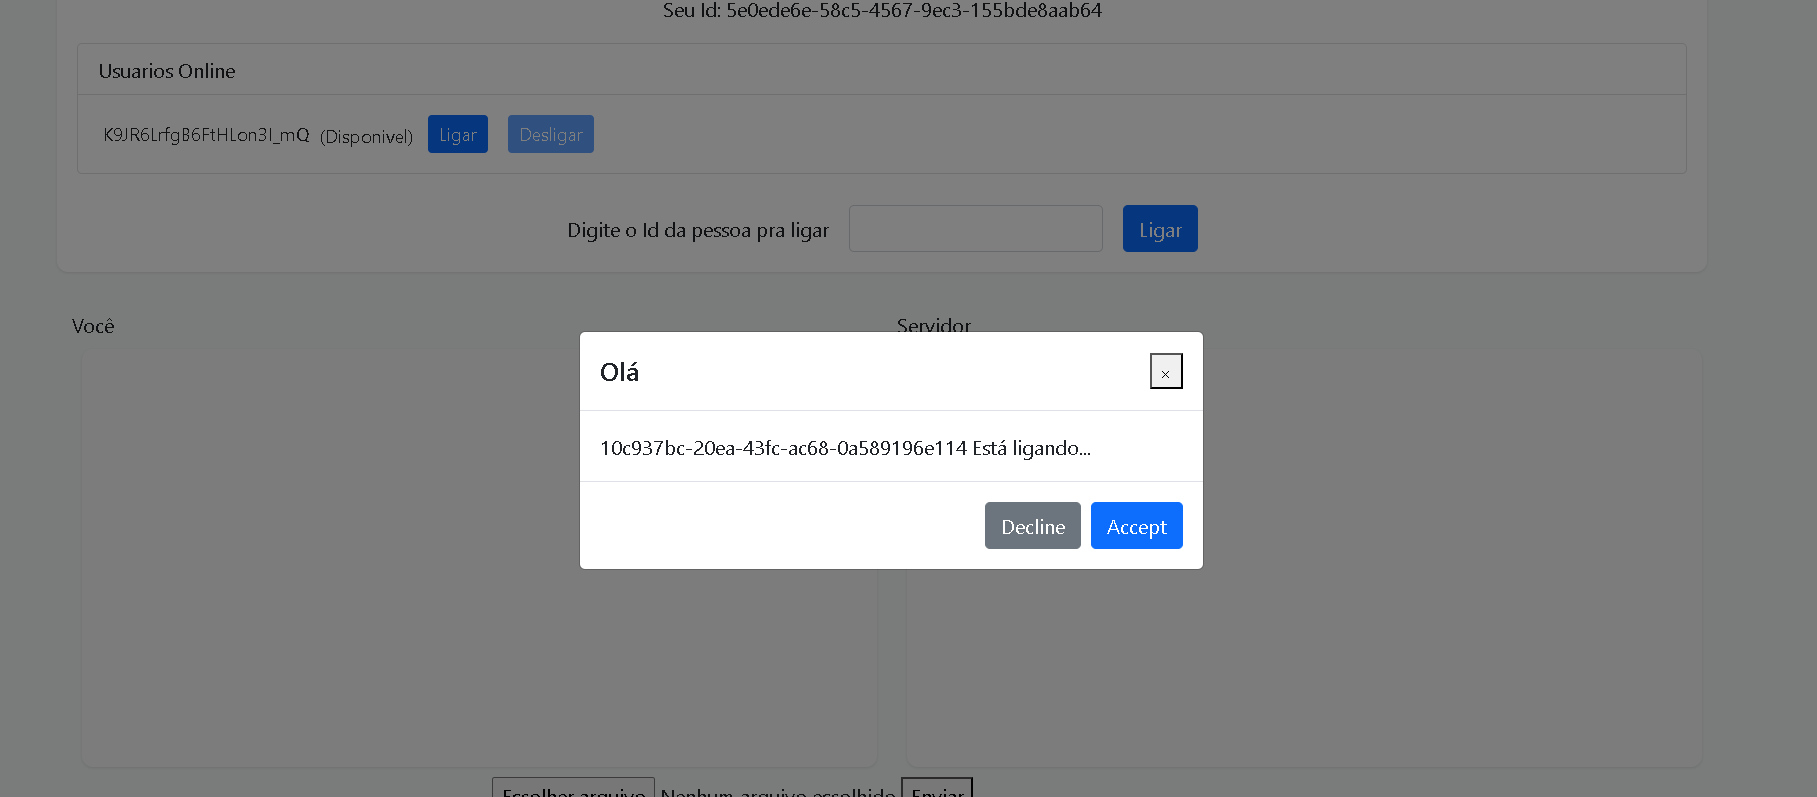 Seu Id: 5e0ede6e-58c5-4567-9ec3-155bde8aab64
Usuarios Online
K9JR6LrfgB6FtHLon3I_mQ (Disponivel) Ligar Desligar
Digite o Id da pessoa pra ligar Ligar
Você
Servidor
Olá
×
10c937bc-20ea-43fc-ac68-0a589196e114 Está ligando...
Decline Accept
Escolher arquivo Nenhum arquivo escolhido Enviar